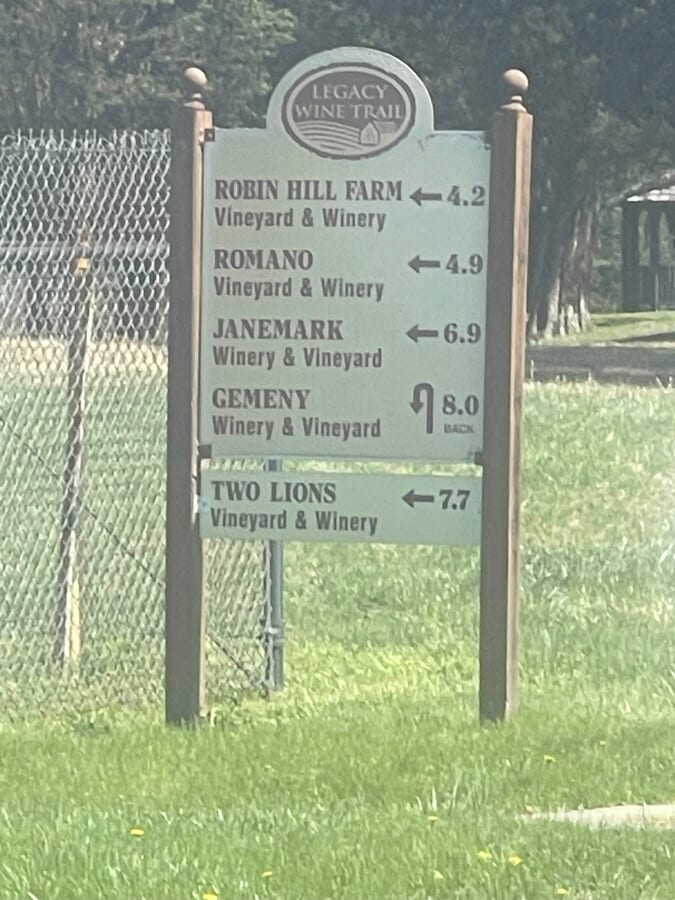 LEGACY
WINE TRAIL
ROBIN HILL FARM ← 4.2
Vineyard & Winery
ROMANO ← 4.9
Vineyard & Winery
JANEMARK ← 6.9
Winery & Vineyard
GEMENY 8.0
Winery & Vineyard BACK
TWO LIONS ← 7.7
Vineyard & Winery